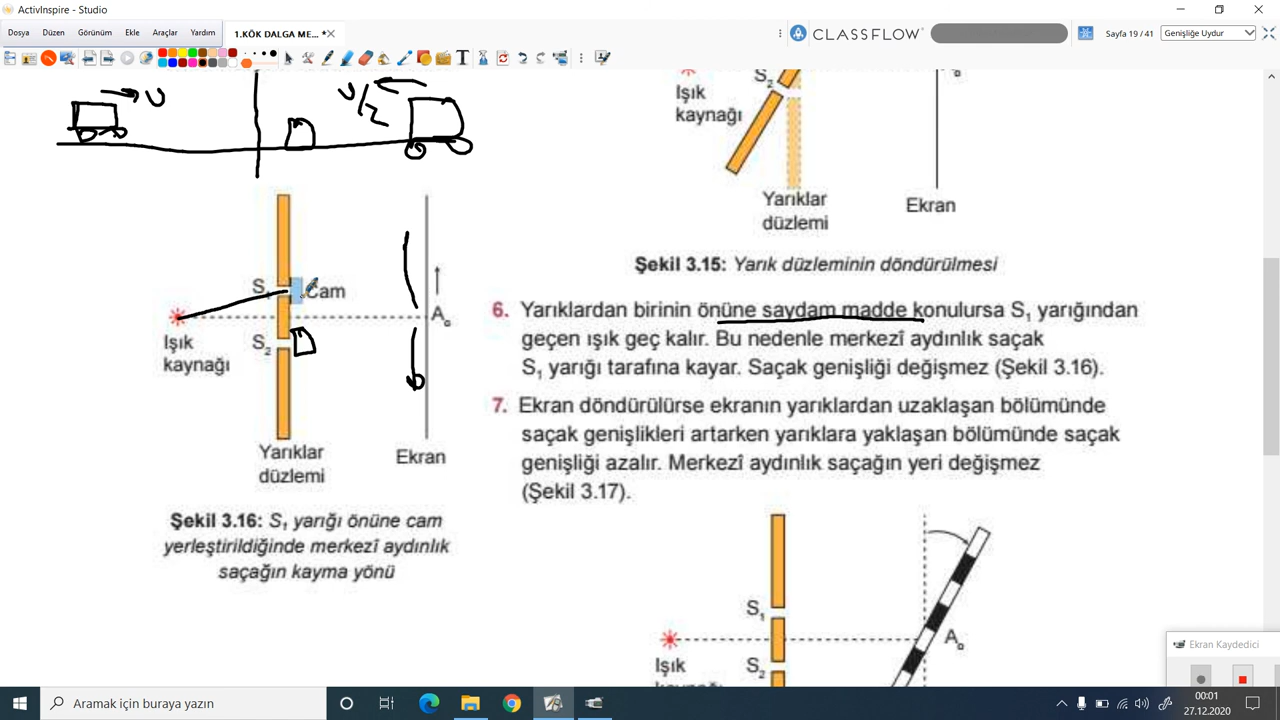 ActivInspire - Studio
Dosya Düzen Görünüm Ekle Araçlar Yardım
1.KÖK DALGA ME... *
CLASSFLOW
Sayfa 19 / 41
Genişliğe Uydur
T
υ
υ/2
S₂
Işık
kaynağı
Yarıklar
düzlemi
Ekran
Şekil 3.15: Yarık düzleminin döndürülmesi
S₁
Cam
A₀
S₂
Işık
kaynağı
Yarıklar
düzlemi
Ekran
Şekil 3.16: S₁ yarığı önüne cam
yerleştirildiğinde merkezî aydınlık
saçağın kayma yönü
6. Yarıklardan birinin önüne saydam madde konulursa S₁ yarığından
geçen ışık geç kalır. Bu nedenle merkezî aydınlık saçak
S₁ yarığı tarafına kayar. Saçak genişliği değişmez (Şekil 3.16).
7. Ekran döndürülürse ekranın yarıklardan uzaklaşan bölümünde
saçak genişlikleri artarken yarıklara yaklaşan bölümünde saçak
genişliği azalır. Merkezî aydınlık saçağın yeri değişmez
(Şekil 3.17).
S₁
A₀
S₂
Işık
Ekran Kaydedici
Aramak için buraya yazın
00:01
27.12.2020